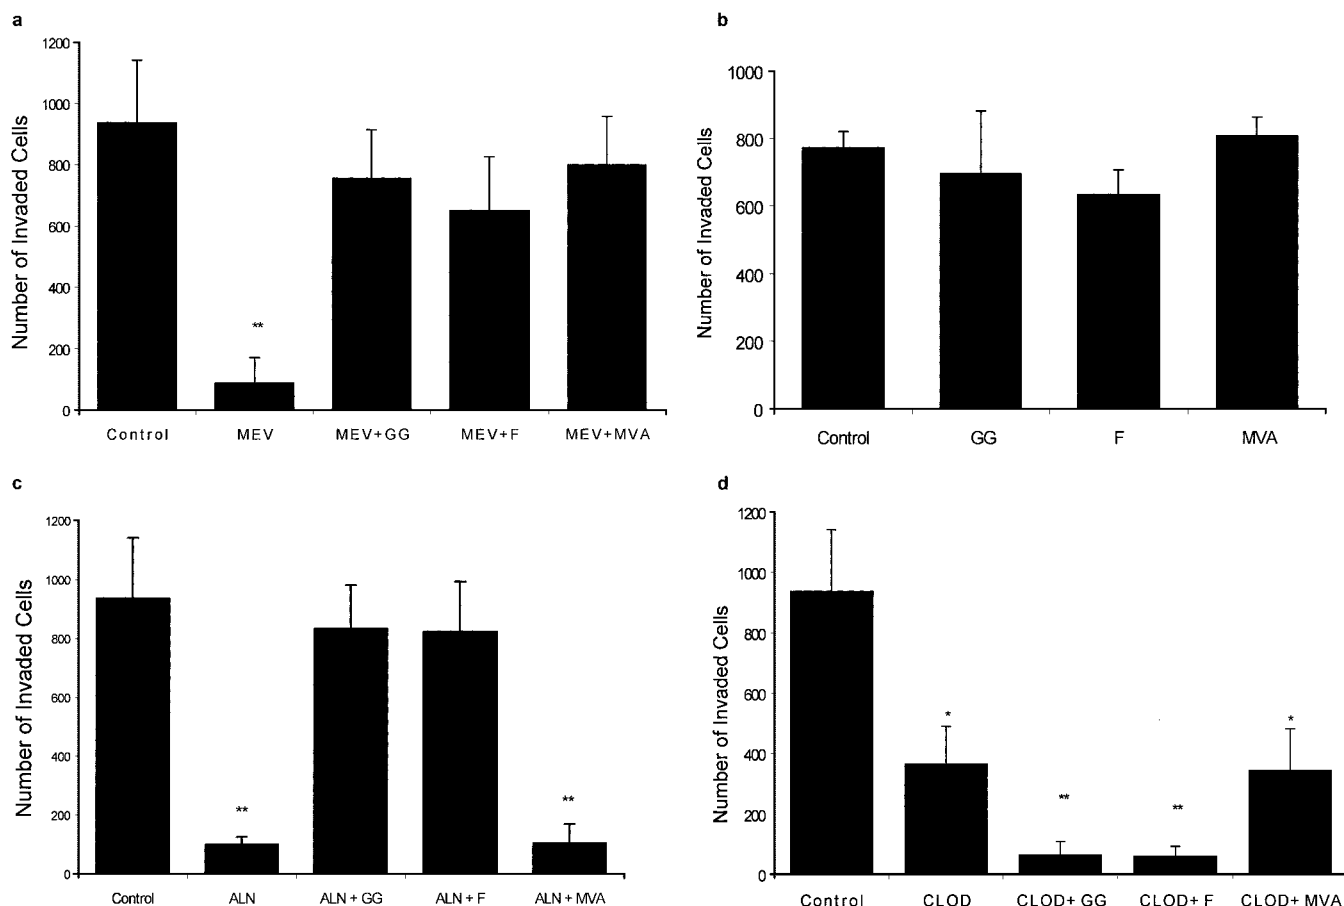 a
Number of Invaded Cells
1200
1000
800
600
400
200
0
**
Control MEV MEV+GG MEV+F MEV+MVA
b
Number of Invaded Cells
1000
800
600
400
200
0
Control GG F MVA
c
Number of Invaded Cells
1200
1000
800
600
400
200
0
** **
Control ALN ALN + GG ALN + F ALN + MVA
d
Number of Invaded Cells
1200
1000
800
600
400
200
0
* ** ** *
Control CLOD CLOD+ GG CLOD+ F CLOD+ MVA